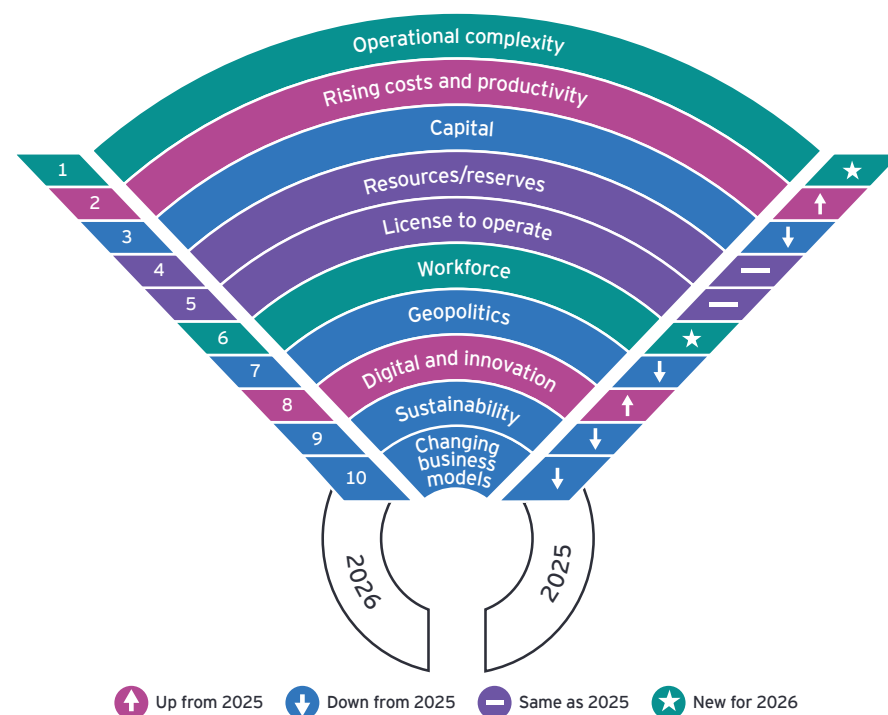 Operational complexity
Rising costs and productivity
Capital
Resources/reserves
License to operate
Workforce
Geopolitics
Digital and innovation
Sustainability
Changing
business
models
1
2
3
4
5
6
7
8
9
10
2026
2025
Up from 2025
Down from 2025
Same as 2025
New for 2026